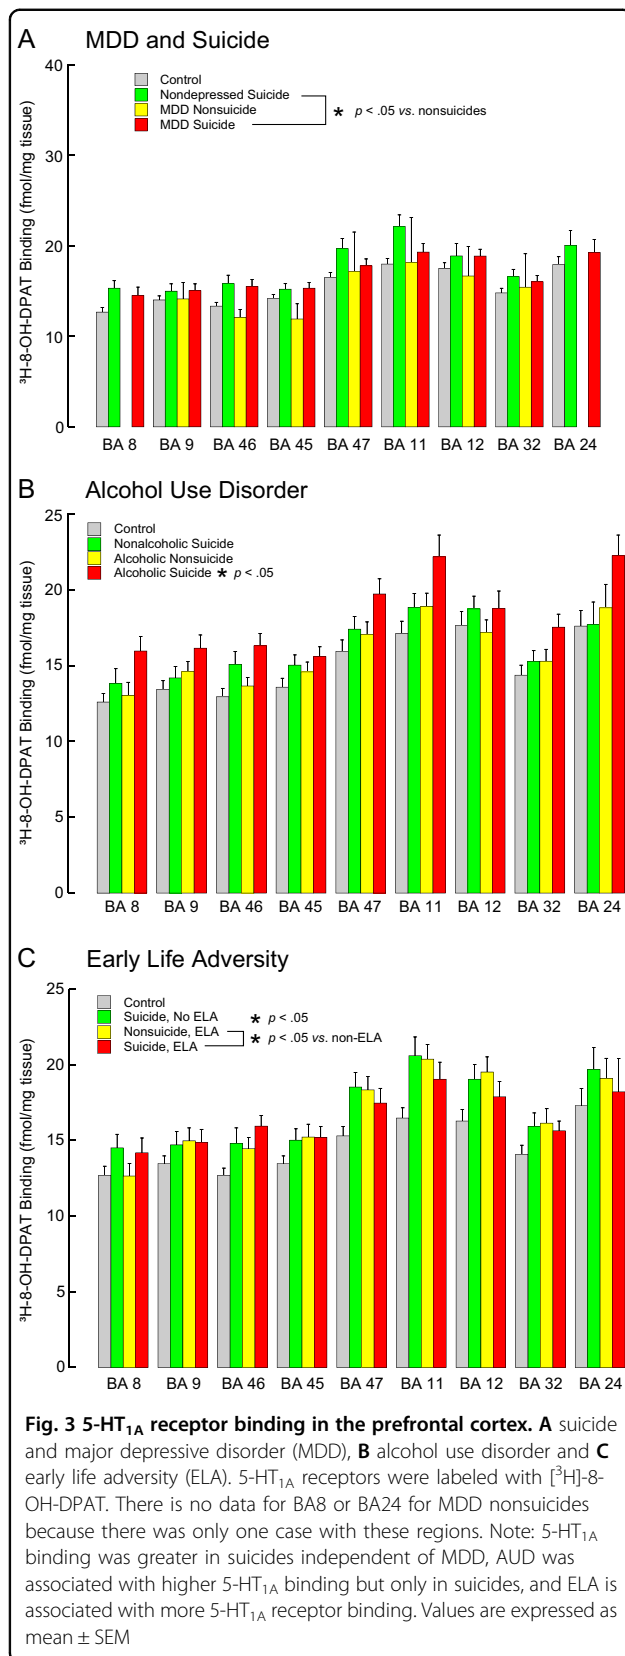 A MDD and Suicide
40
30
20
10
0
³H-8-OH-DPAT Binding (fmol/mg tissue)
Control
Nondepressed Suicide
MDD Nonsuicide
MDD Suicide
* p < .05 vs. nonsuicides
BA 8 BA 9 BA 46 BA 45 BA 47 BA 11 BA 12 BA 32 BA 24
B Alcohol Use Disorder
25
20
15
10
5
0
³H-8-OH-DPAT Binding (fmol/mg tissue)
Control
Nonalcoholic Suicide
Alcoholic Nonsuicide
Alcoholic Suicide * p < .05
BA 8 BA 9 BA 46 BA 45 BA 47 BA 11 BA 12 BA 32 BA 24
C Early Life Adversity
25
20
15
10
5
0
³H-8-OH-DPAT Binding (fmol/mg tissue)
Control
Suicide, No ELA * p < .05
Nonsuicide, ELA
Suicide, ELA
* p < .05 vs. non-ELA
BA 8 BA 9 BA 46 BA 45 BA 47 BA 11 BA 12 BA 32 BA 24
Fig. 3 5-HT₁A receptor binding in the prefrontal cortex. A suicide
and major depressive disorder (MDD), B alcohol use disorder and C
early life adversity (ELA). 5-HT₁A receptors were labeled with [³H]-8-
OH-DPAT. There is no data for BA8 or BA24 for MDD nonsuicides
because there was only one case with these regions. Note: 5-HT₁A
binding was greater in suicides independent of MDD, AUD was
associated with higher 5-HT₁A binding but only in suicides, and ELA is
associated with more 5-HT₁A receptor binding. Values are expressed as
mean ± SEM